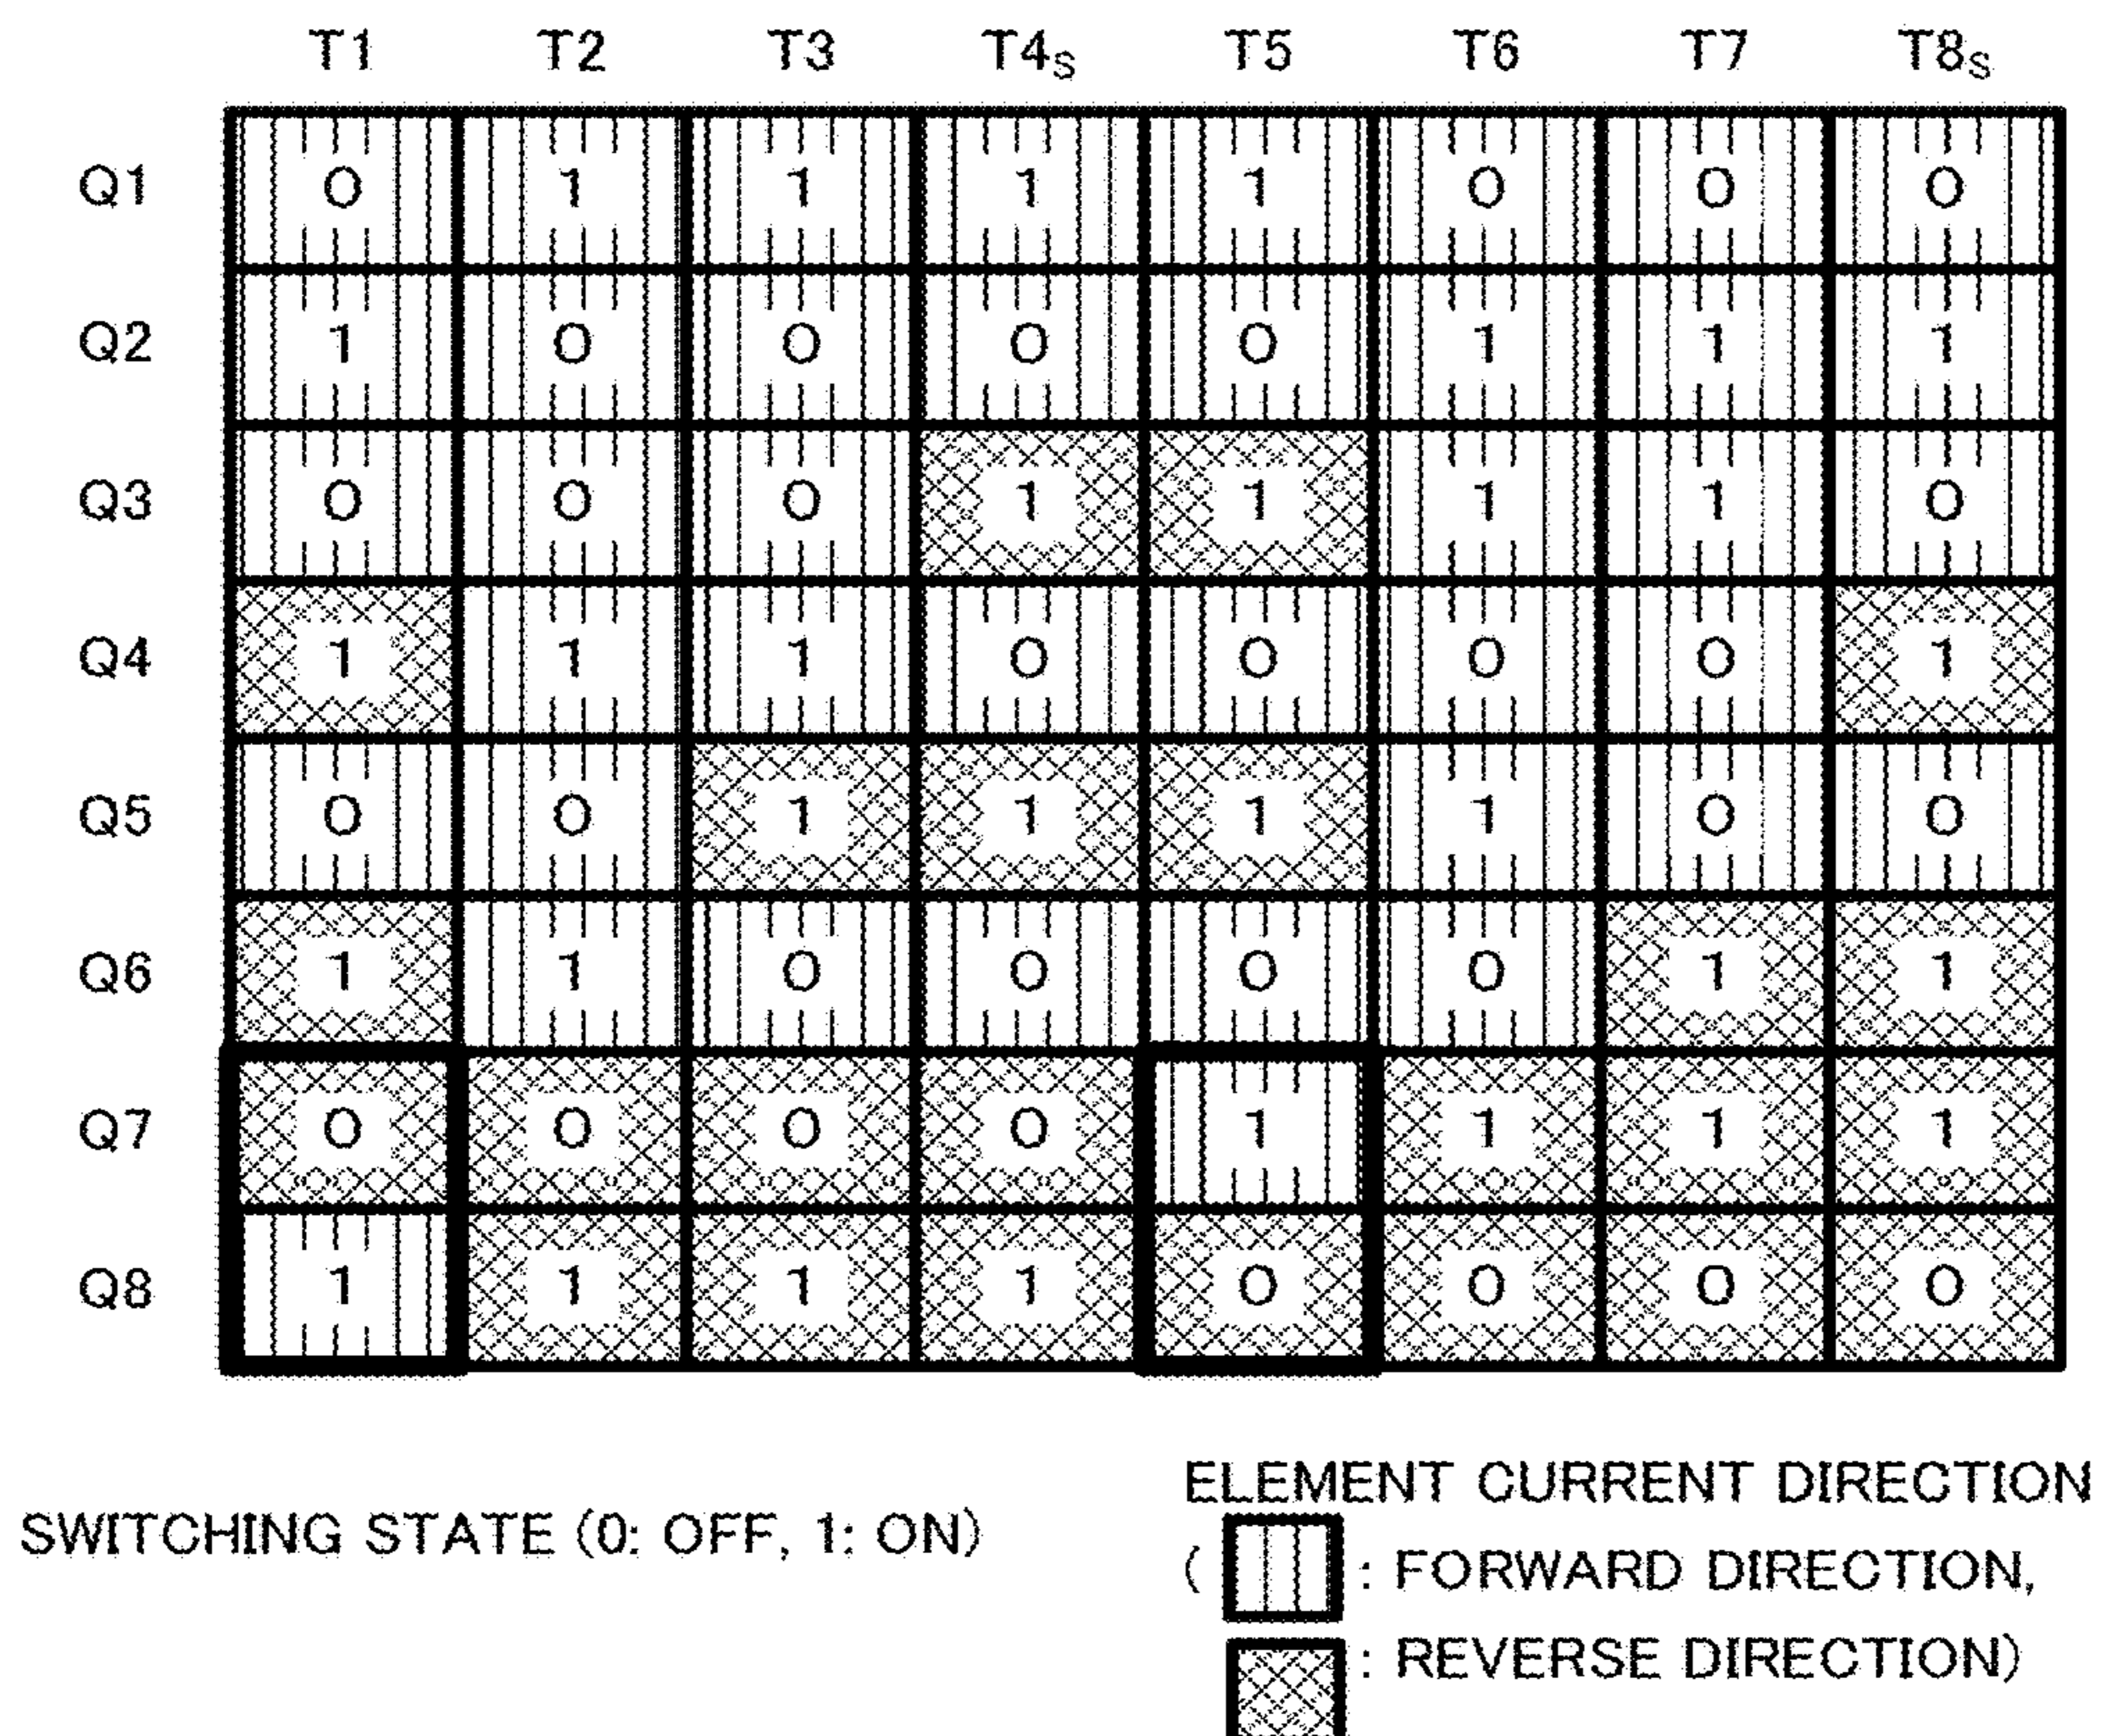 T1 T2 T3 T4S T5 T6 T7 T8S
Q1 0 1 1 1 1 0 0 0
Q2 1 0 0 0 0 1 1 1
Q3 0 0 0 1 1 1 1 0
Q4 1 1 1 0 0 0 0 1
Q5 0 0 1 1 1 1 0 0
Q6 1 1 0 0 0 0 1 1
Q7 0 0 0 0 1 1 1 1
Q8 1 1 1 1 0 0 0 0
SWITCHING STATE (0: OFF, 1: ON)
ELEMENT CURRENT DIRECTION
( : FORWARD DIRECTION,
: REVERSE DIRECTION)